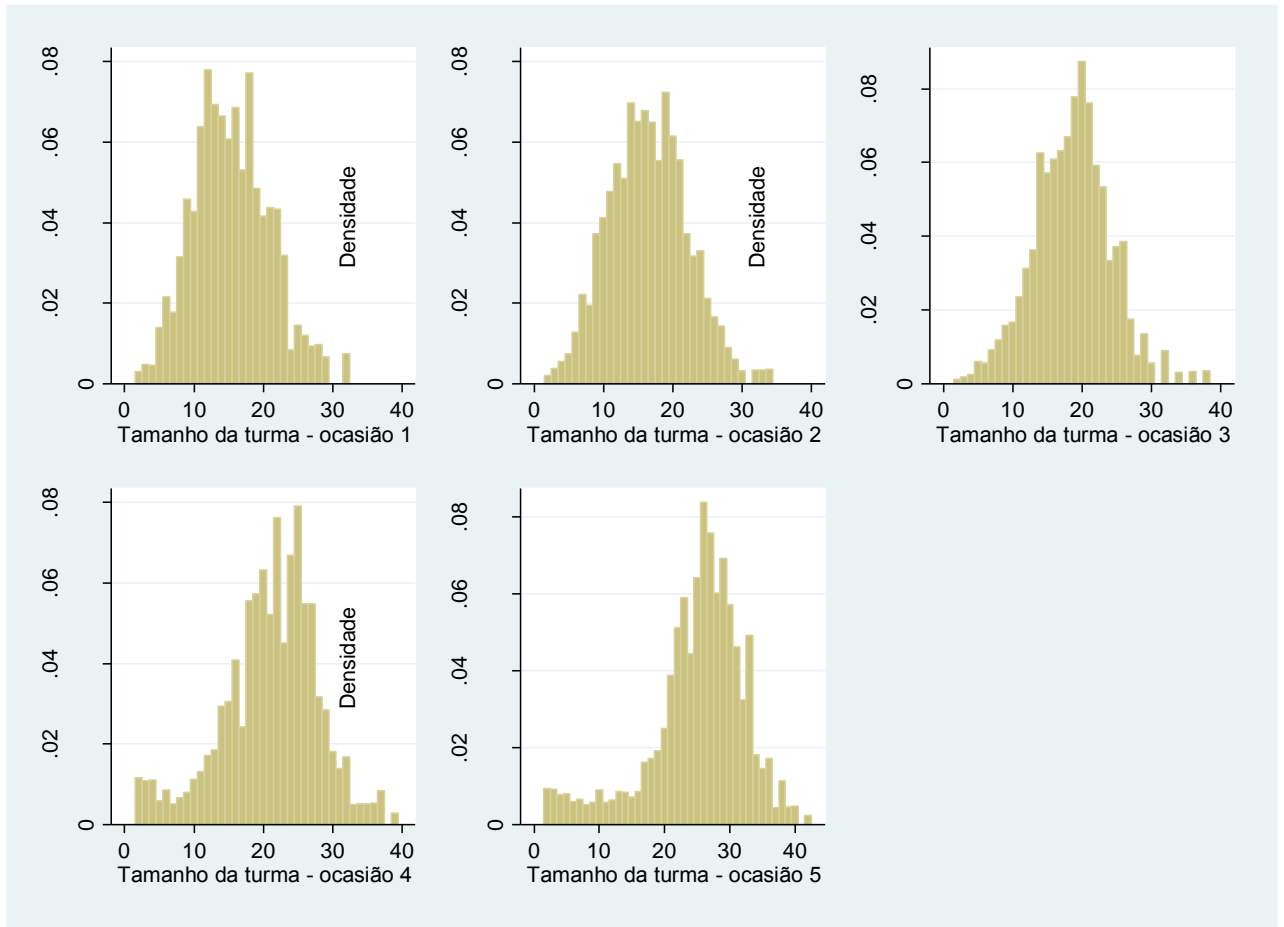 0 .02 .04 .06 .08
Densidade
0 10 20 30 40
Tamanho da turma - ocasião 1
0 .02 .04 .06 .08
Densidade
0 10 20 30 40
Tamanho da turma - ocasião 2
0 .02 .04 .06 .08
0 10 20 30 40
Tamanho da turma - ocasião 3
0 .02 .04 .06 .08
Densidade
0 10 20 30 40
Tamanho da turma - ocasião 4
0 .02 .04 .06 .08
0 10 20 30 40
Tamanho da turma - ocasião 5